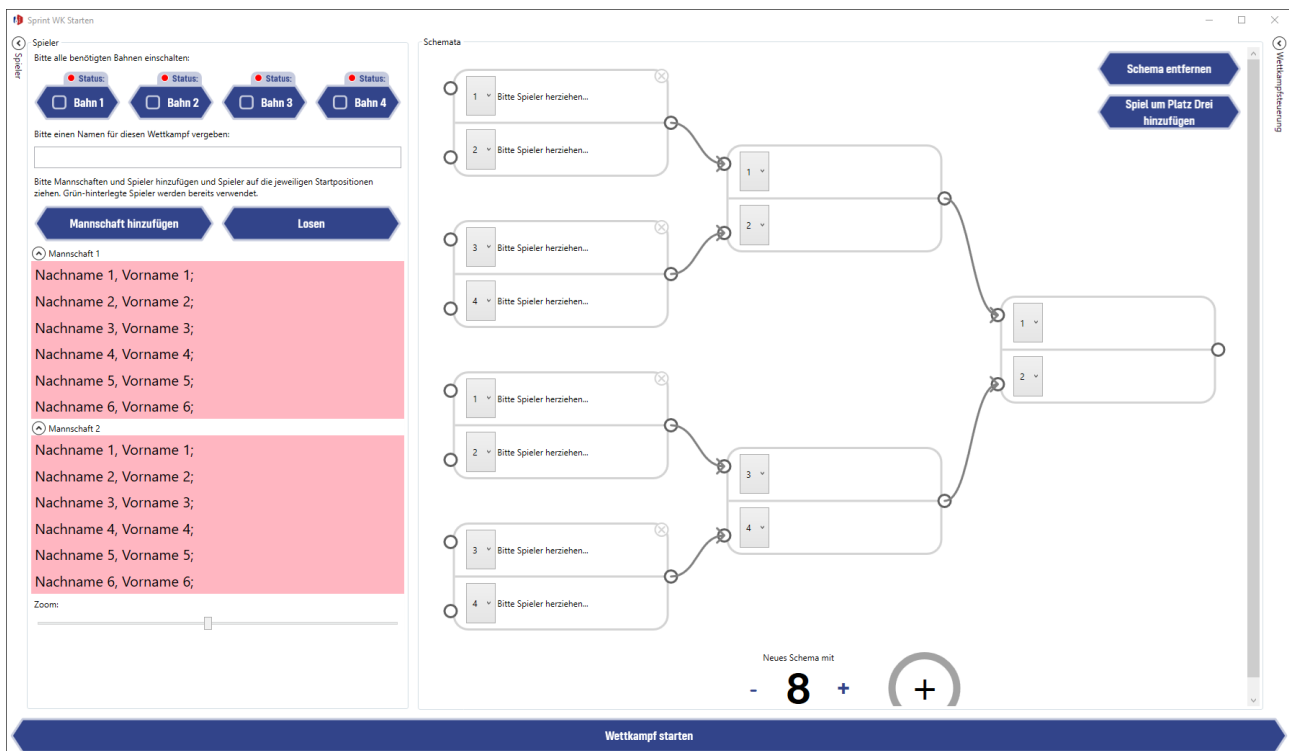 Sprint WK Starten
Spieler
Spieler
Bitte alle benötigten Bahnen einschalten:
Status:
Status:
Status:
Status:
Bahn 1
Bahn 2
Bahn 3
Bahn 4
Bitte einen Namen für diesen Wettkampf vergeben:
Bitte Mannschaften und Spieler hinzufügen und Spieler auf die jeweiligen Startpositionen
ziehen. Grün-hinterlegte Spieler werden bereits verwendet.
Mannschaft hinzufügen
Losen
Mannschaft 1
Nachname 1, Vorname 1;
Nachname 2, Vorname 2;
Nachname 3, Vorname 3;
Nachname 4, Vorname 4;
Nachname 5, Vorname 5;
Nachname 6, Vorname 6;
Mannschaft 2
Nachname 1, Vorname 1;
Nachname 2, Vorname 2;
Nachname 3, Vorname 3;
Nachname 4, Vorname 4;
Nachname 5, Vorname 5;
Nachname 6, Vorname 6;
Zoom:
Schemata
1 Bitte Spieler herziehen...
2 Bitte Spieler herziehen...
3 Bitte Spieler herziehen...
4 Bitte Spieler herziehen...
1 Bitte Spieler herziehen...
2 Bitte Spieler herziehen...
3 Bitte Spieler herziehen...
4 Bitte Spieler herziehen...
1
2
3
4
1
2
Schema entfernen
Spiel um Platz Drei
hinzufügen
Neues Schema mit
- 8 +
+
Wettkampfsteuerung
Wettkampf starten